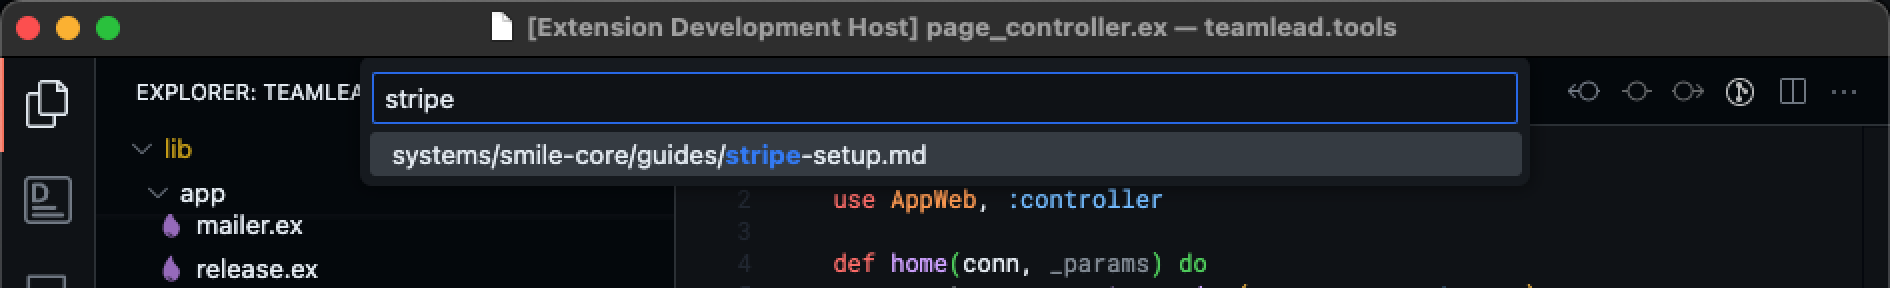 [Extension Development Host] page_controller.ex — teamlead.tools
EXPLORER: TEAMLEA
stripe
systems/smile-core/guides/stripe-setup.md
lib
app
mailer.ex
release.ex
2 use AppWeb, :controller
3
4 def home(conn, _params) do